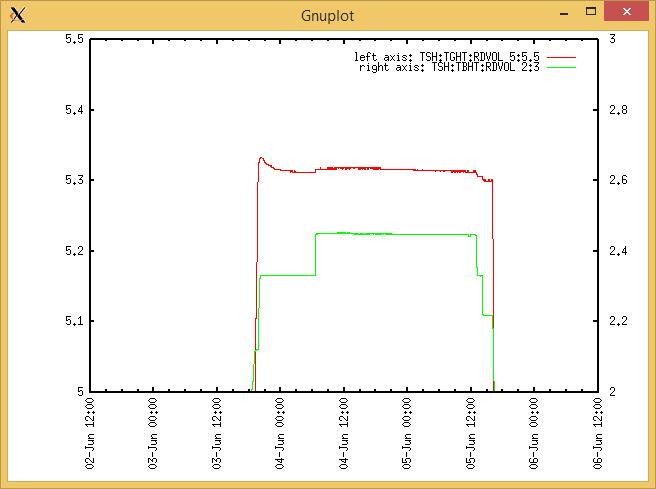 Gnuplot
5.5
3
left axis: TSH:TGHT:RDVOL 5:5.5
right axis: TSH:TBHT:RDVOL 2:3
5.4
2.8
5.3
2.6
5.2
2.4
5.1
2.2
5
2
02-Jun 12:00
03-Jun 00:00
03-Jun 12:00
04-Jun 00:00
04-Jun 12:00
05-Jun 00:00
05-Jun 12:00
06-Jun 00:00
06-Jun 12:00